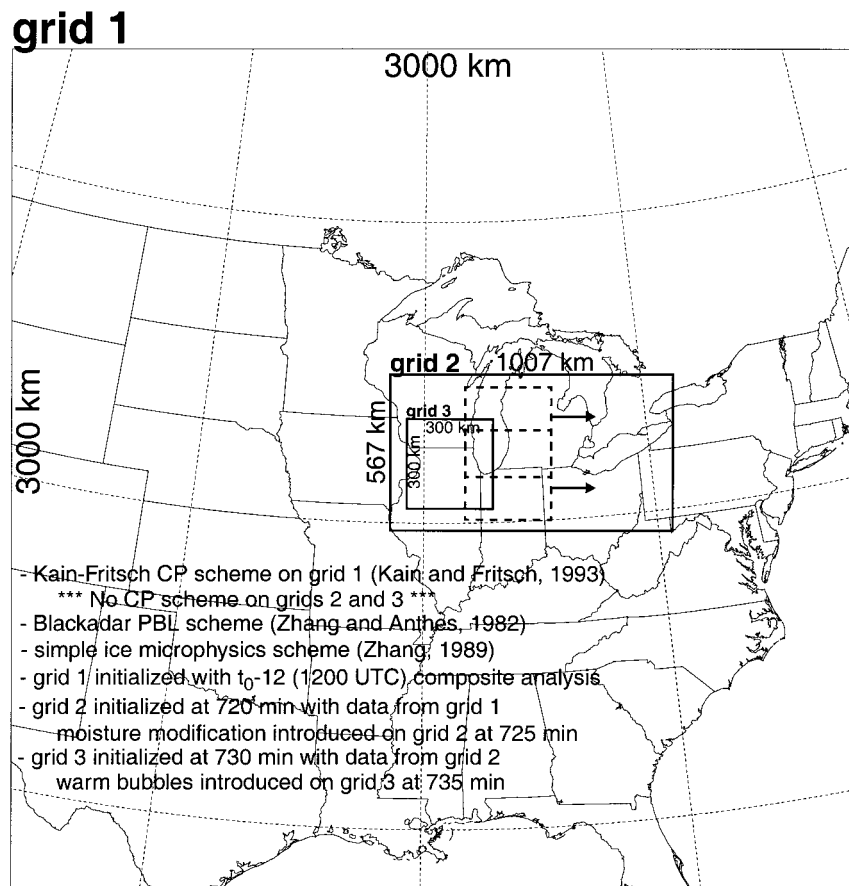 grid 1
3000 km
3000 km
grid 2 1007 km
567 km
grid 3
300 km
300 km
- Kain-Fritsch CP scheme on grid 1 (Kain and Fritsch, 1993)
*** No CP scheme on grids 2 and 3 ***
- Blackadar PBL scheme (Zhang and Anthes, 1982)
- simple ice microphysics scheme (Zhang, 1989)
- grid 1 initialized with t0-12 (1200 UTC) composite analysis
- grid 2 initialized at 720 min with data from grid 1
moisture modification introduced on grid 2 at 725 min
- grid 3 initialized at 730 min with data from grid 2
warm bubbles introduced on grid 3 at 735 min